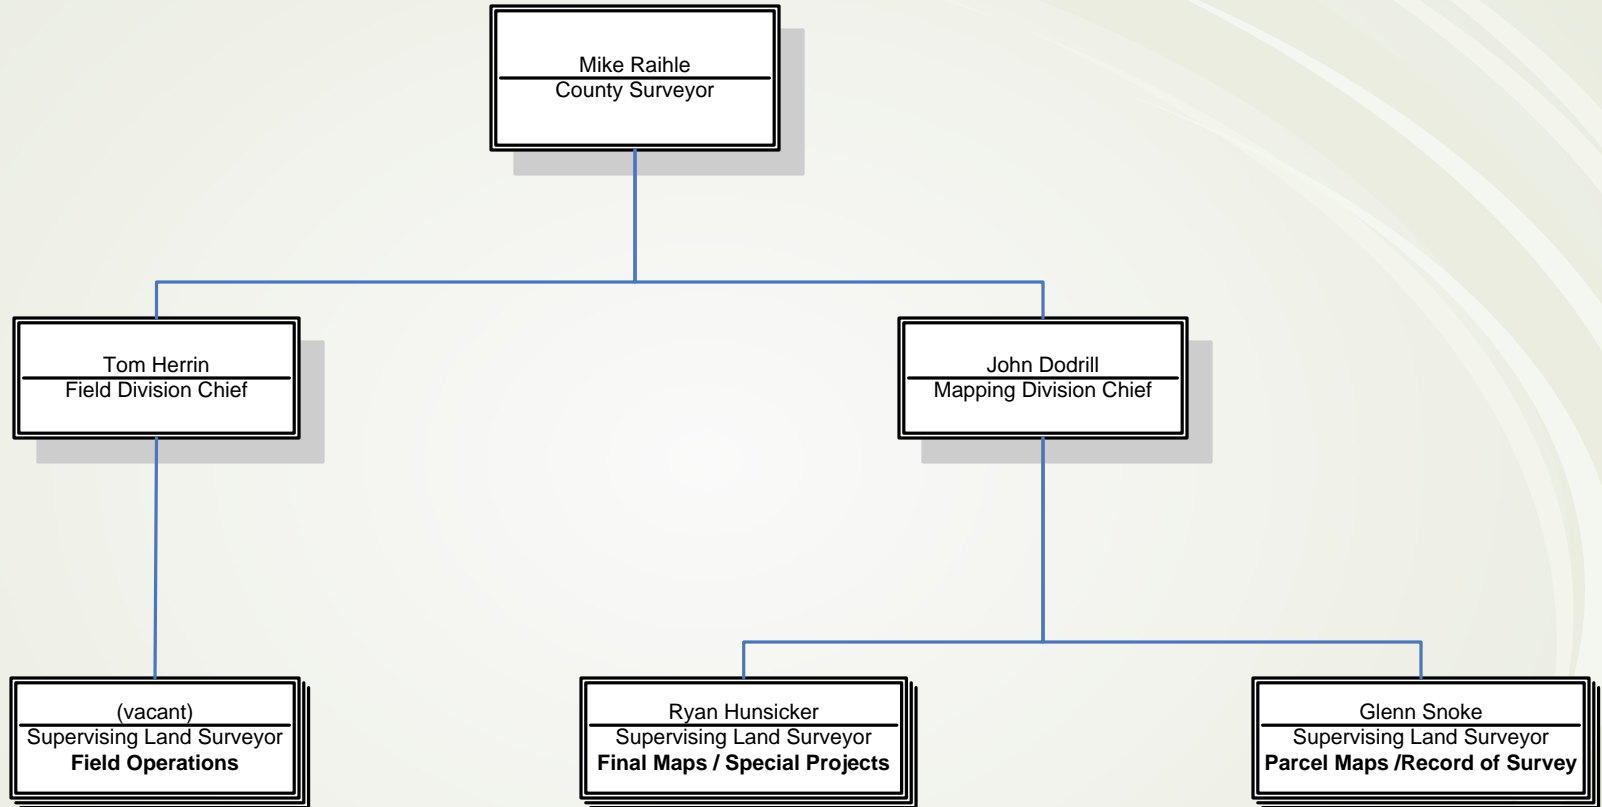 Mike Raihle
County Surveyor
Tom Herrin
Field Division Chief
John Dodrill
Mapping Division Chief
(vacant)
Supervising Land Surveyor
Field Operations
Ryan Hunsicker
Supervising Land Surveyor
Final Maps / Special Projects
Glenn Snoke
Supervising Land Surveyor
Parcel Maps /Record of Survey